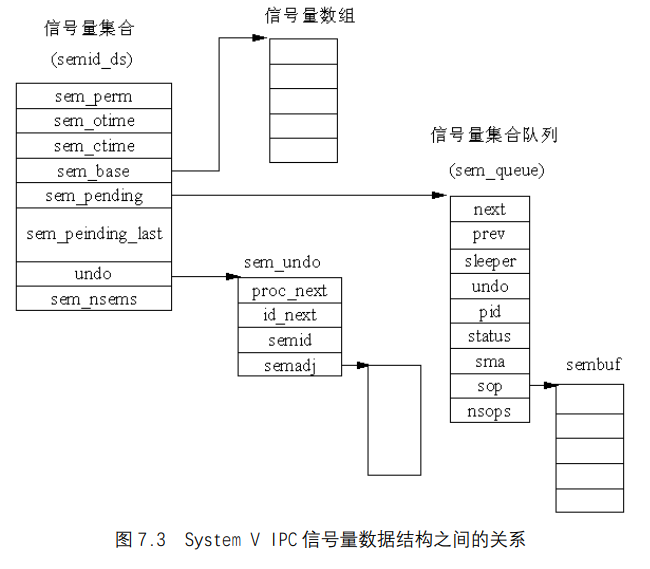 信号量集合
(semid_ds)
sem_perm
sem_otime
sem_ctime
sem_base
sem_pending
sem_peinding_last
undo
sem_nsems
信号量数组
信号量集合队列
(sem_queue)
next
prev
sleeper
undo
pid
status
sma
sop
nsops
sem_undo
proc_next
id_next
semid
semadj
sembuf
图 7.3 System V IPC 信号量数据结构之间的关系